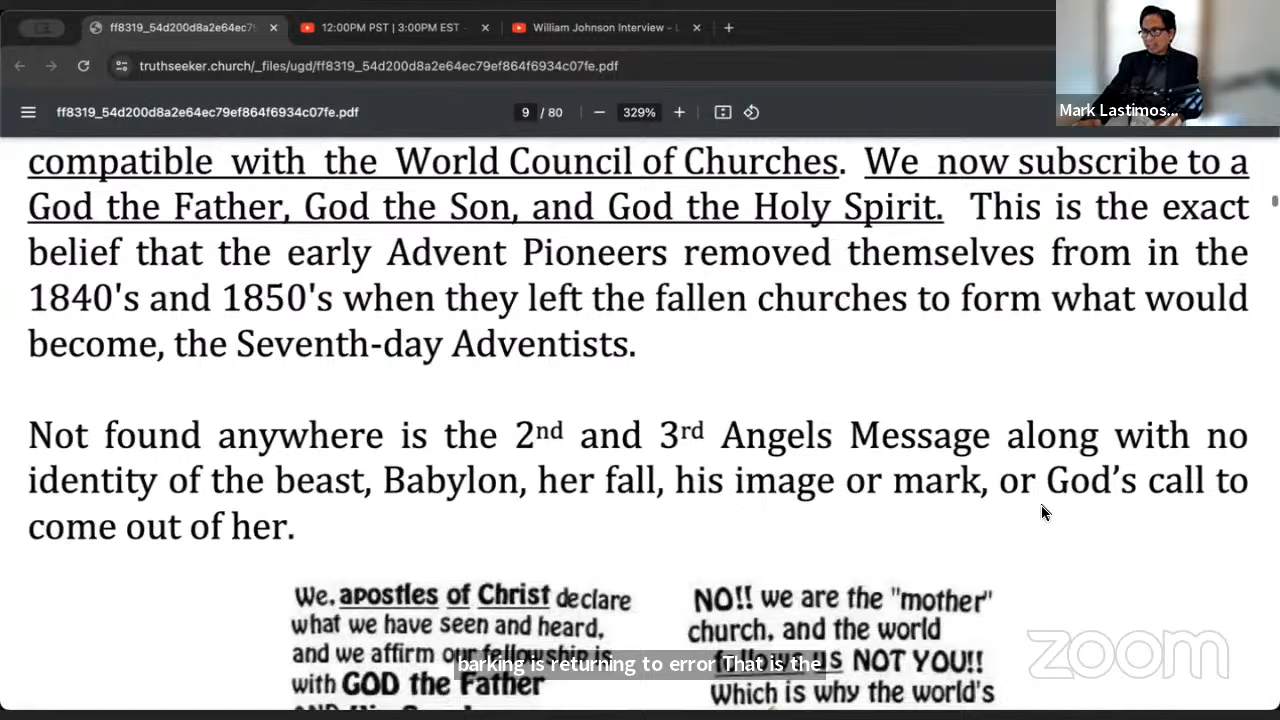 ff8319_54d200d8a2e64ec7
12:00PM PST | 3:00PM EST -
William Johnson Interview - L
truthseeker.church/_files/ugd/ff8319_54d200d8a2e64ec79ef864f6934c07fe.pdf
ff8319_54d200d8a2e64ec79ef864f6934c07fe.pdf
9 / 80
329%
Mark Lastimos...
compatible with the World Council of Churches. We now subscribe to a
God the Father, God the Son, and God the Holy Spirit. This is the exact
belief that the early Advent Pioneers removed themselves from in the
1840's and 1850's when they left the fallen churches to form what would
become, the Seventh-day Adventists.
Not found anywhere is the 2nd and 3rd Angels Message along with no
identity of the beast, Babylon, her fall, his image or mark, or God's call to
come out of her.
We, apostles of Christ declare
what we have seen and heard,
and we affirm our fellowship is
with GOD the Father
NO!! we are the "mother"
church, and the world
follows us NOT YOU!!
Which is why the world's
barking is returning to error That is the
zoom